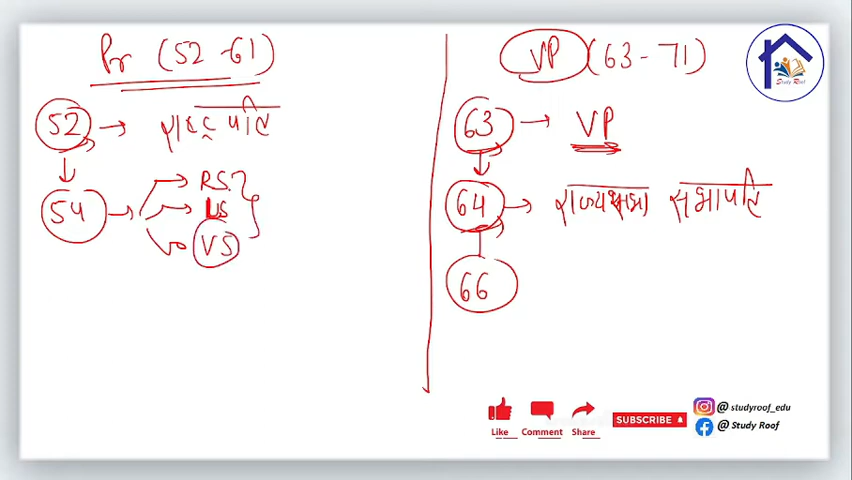 Pr (52-61)
52 → राष्ट्रपति
54 → RS
LS
VS
VP (63-71)
63 → VP
64 → राज्यसभा सभापति
66
Study Roof
Like
Comment
Share
SUBSCRIBE
@ studyroof_edu
@ Study Roof